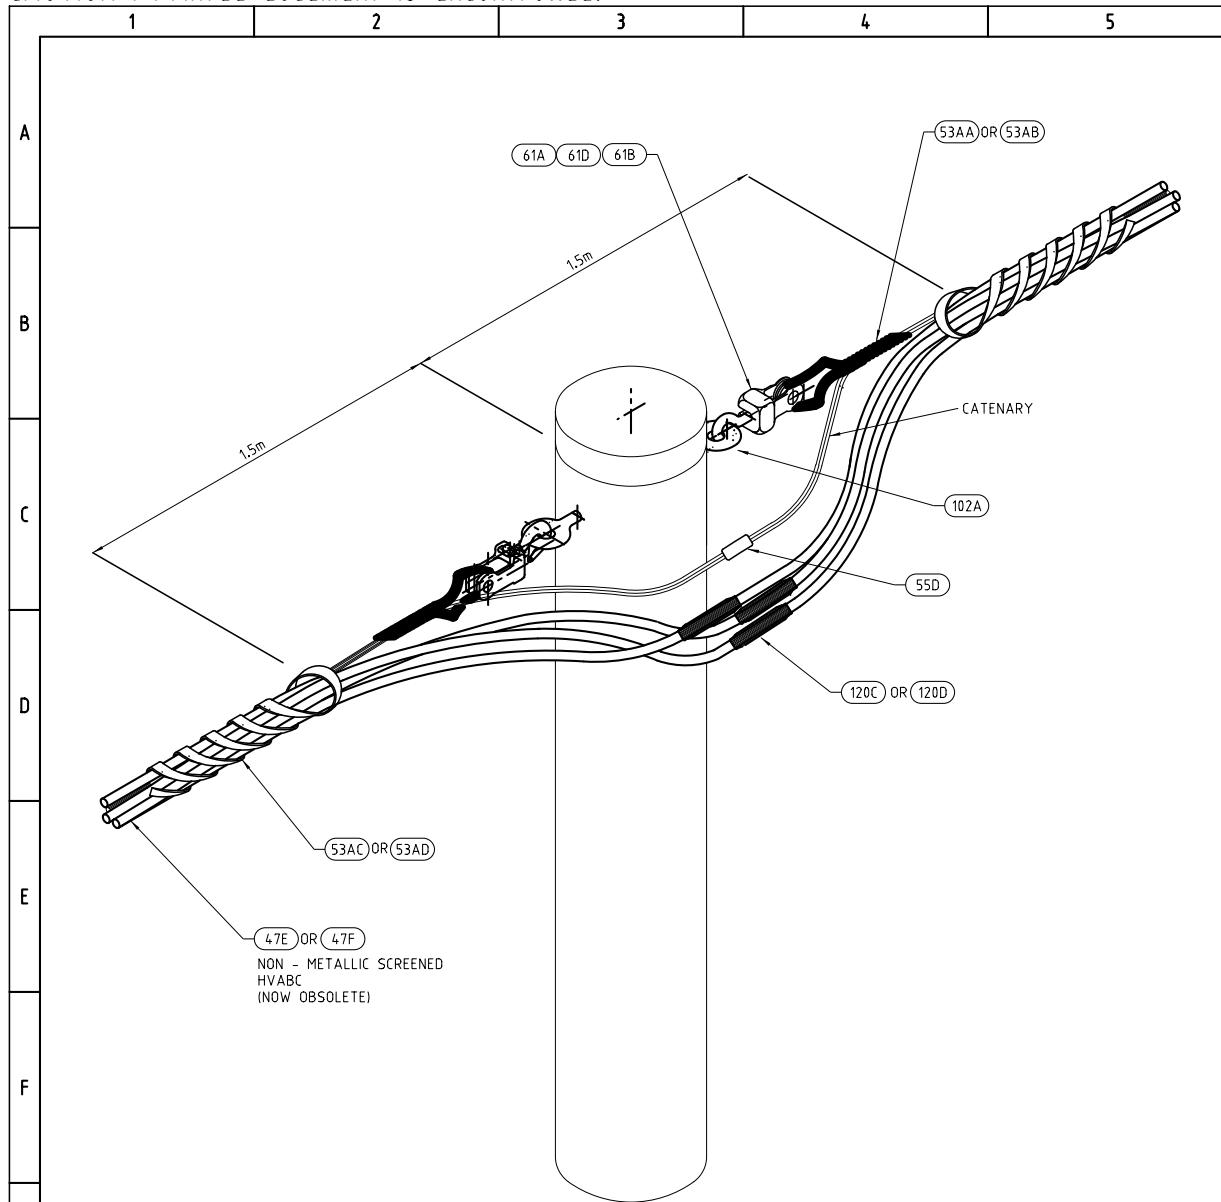 1 2 3 4 5
A
53AA OR 53AB
61A 61D 61B
1.5m
B
1.5m
CATENARY
C
102A
55D
D
120C OR 120D
53AC OR 53AD
E
47E OR 47F
NON - METALLIC SCREENED
HVABC
(NOW OBSOLETE)
F